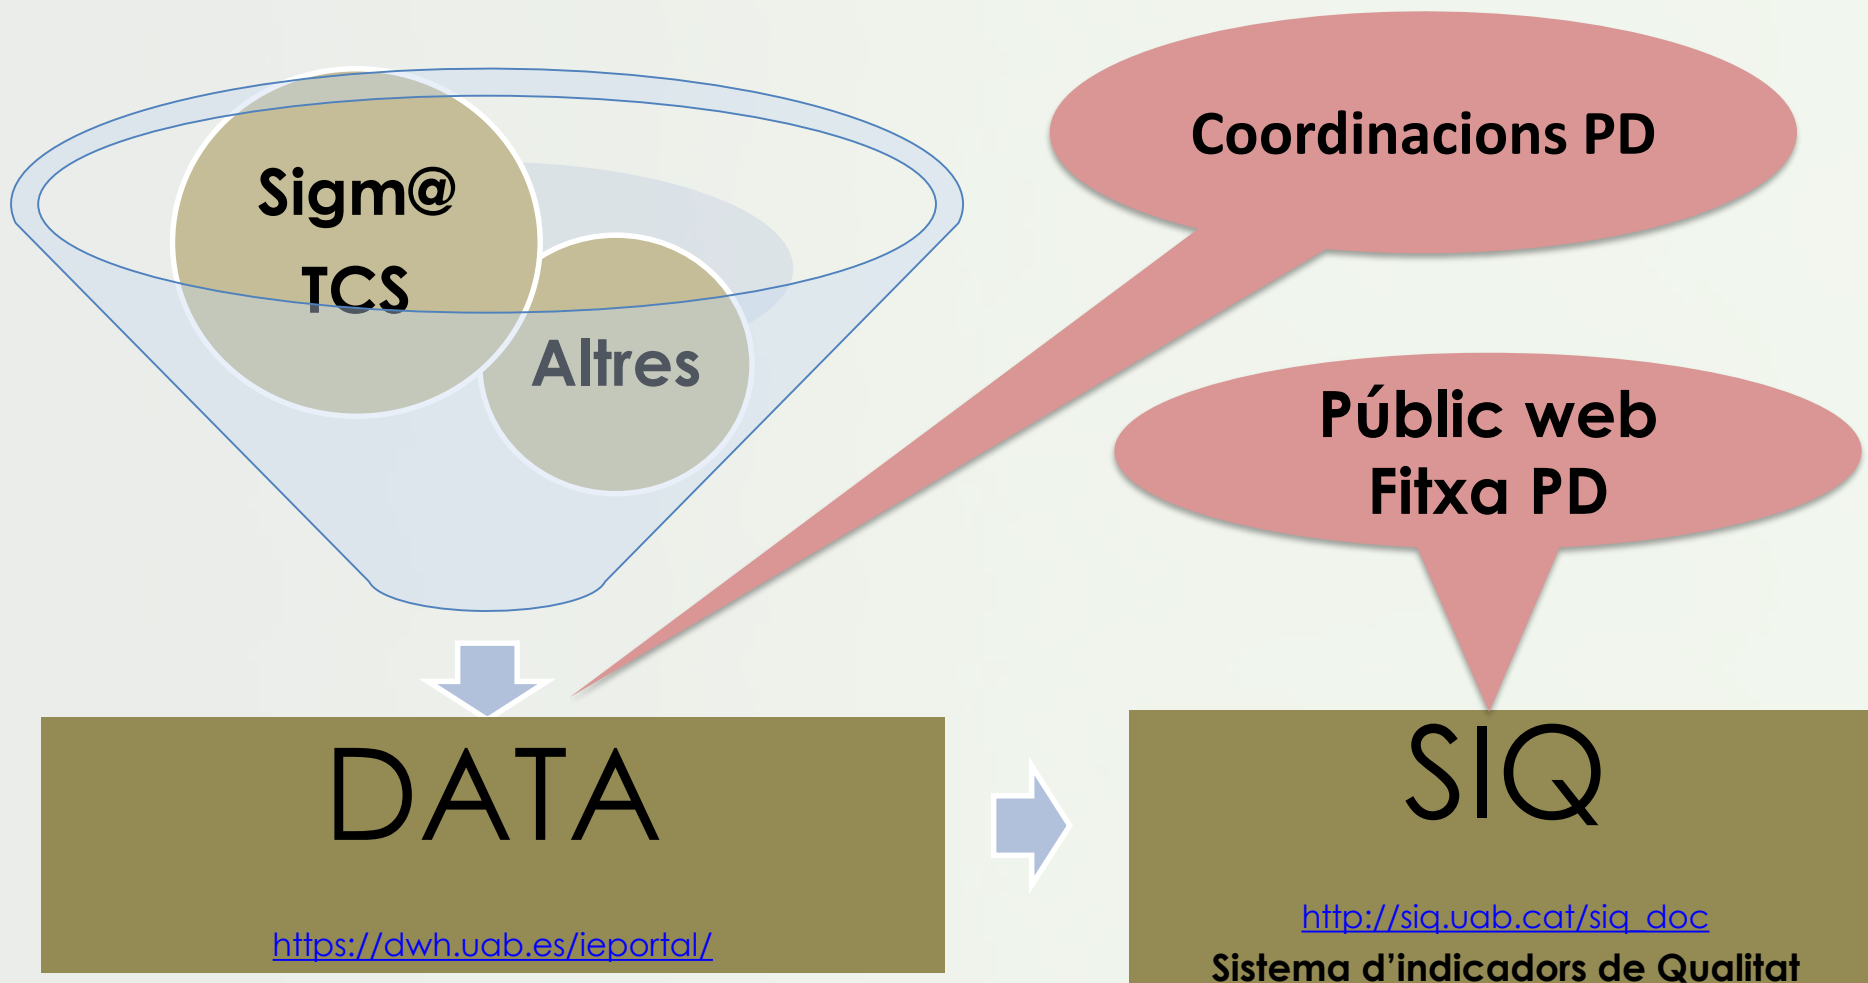 Sigm@
TCS
Altres
Coordinacions PD
Públic web
Fitxa PD
DATA
https://dwh.uab.es/ieportal/
SIQ
http://siq.uab.cat/siq_doc
Sistema d’indicadors de Qualitat